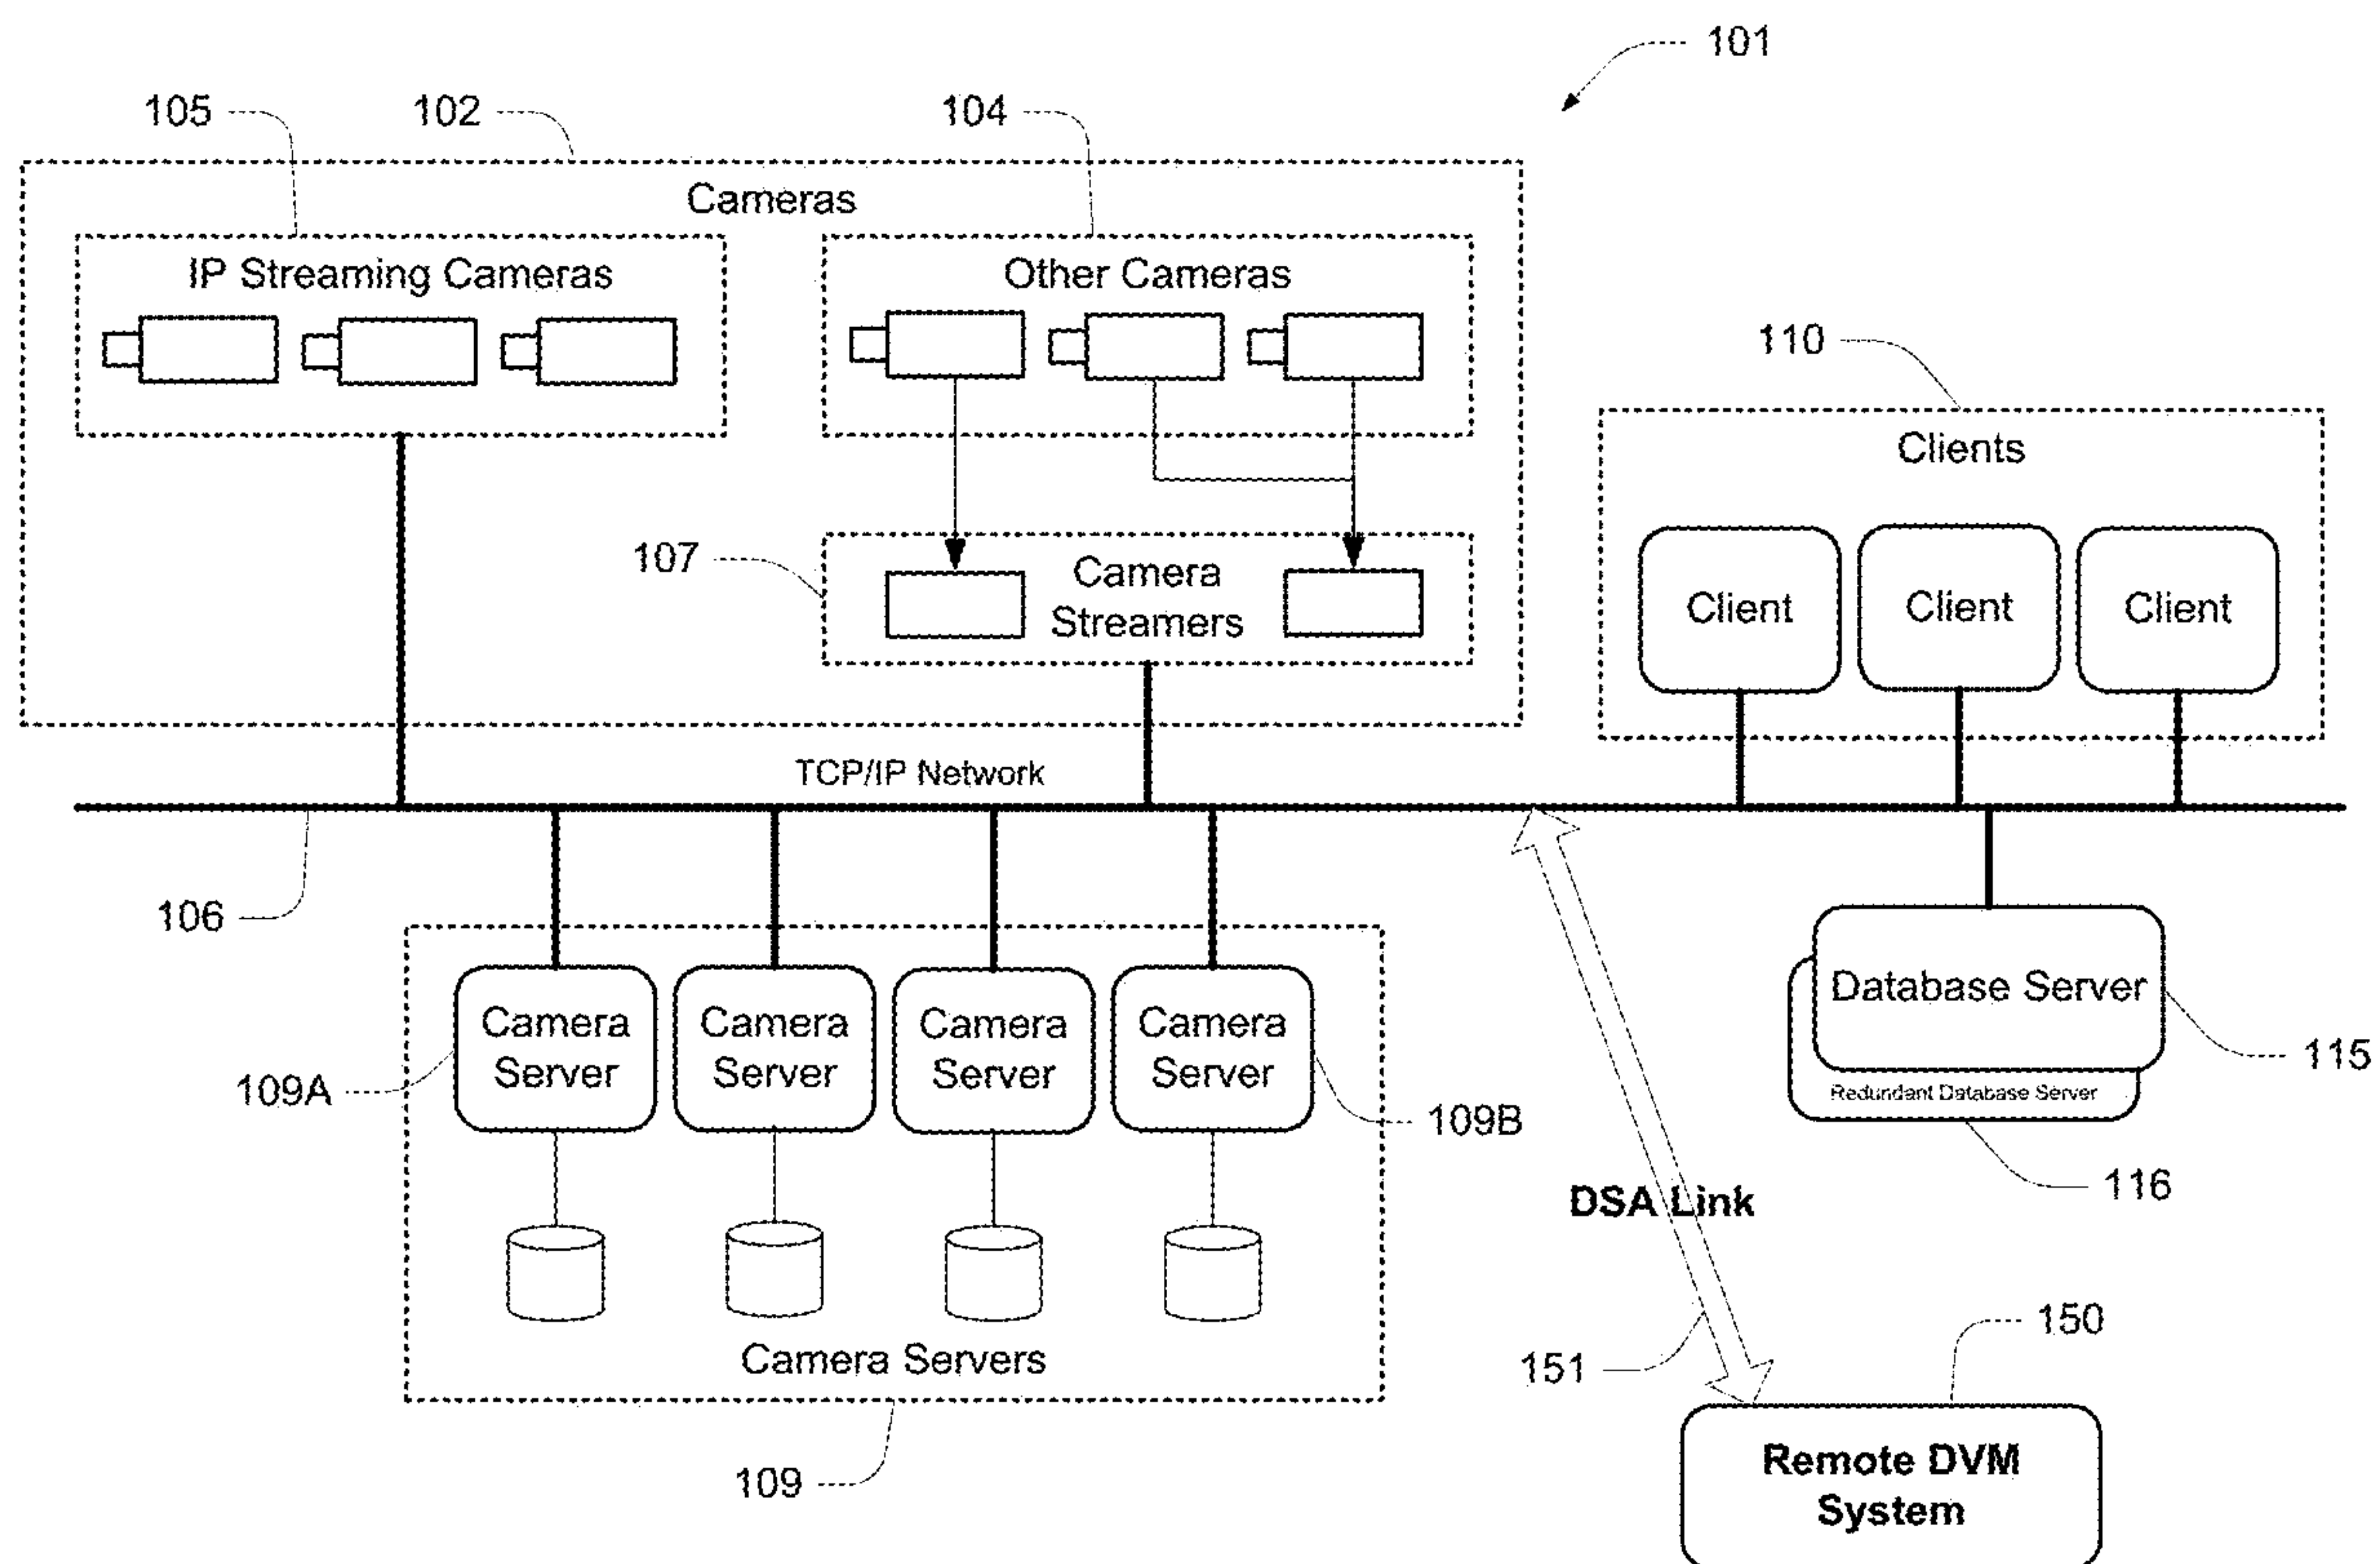 101
105
102
104
Cameras
IP Streaming Cameras
Other Cameras
110
Clients
107
Camera
Streamers
Client
Client
Client
TCP/IP Network
106
Camera
Server
Camera
Server
Camera
Server
Camera
Server
Database Server
115
109A
109B
Redundant Database Server
116
DSA Link
Camera Servers
151
150
109
Remote DVM
System